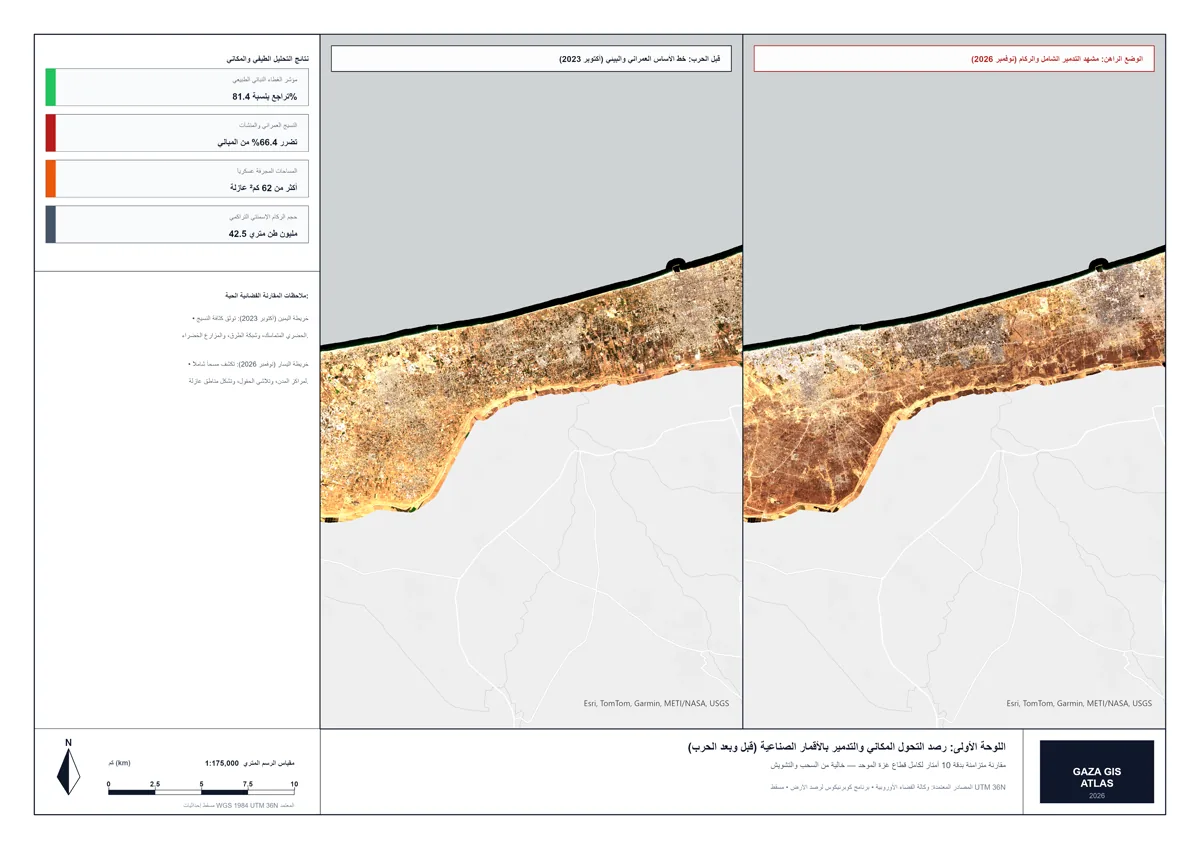 نتائج التحليل الطيفي والمكاني
مؤشر الغطاء النباتي الطبيعي
%تراجع بنسبة 81.4
النسيج العمراني والمنشآت
تضرر 66.4% من المباني
المساحات المجرفة عسكريا
أكثر من 62 كم² عازلة
حجم الركام الإسمنتي التراكمي
مليون طن متري 42.5
:ملاحظات المقارنة الفضائية الحية
خريطة اليمين (أكتوبر 2023): توثق كثافة النسيج •
.الحضري المتماسك، وشبكة الطرق، والمزارع الخضراء
خريطة اليسار (نوفمبر 2026): تكشف مسحاً شاملاً •
.لمراكز المدن، وتلاشي الحقول، وتشكل مناطق عازلة
قبل الحرب: خط الأساس العمراني والبيئي (أكتوبر 2023)
الوضع الراهن: مشهد التدمير الشامل والركام (نوفمبر 2026)
Esri, TomTom, Garmin, METI/NASA, USGS
Esri, TomTom, Garmin, METI/NASA, USGS
N
مقياس الرسم المتري 1:175,000
كم (km)
0 2.5 5 7.5 10
المعتمد WGS 1984 UTM 36N مسقط إحداثيات
اللوحة الأولى: رصد التحول المكاني والتدمير بالأقمار الصناعية (قبل وبعد الحرب)
مقارنة متزامنة بدقة 10 أمتار لكامل قطاع غزة الموحد — خالية من السحب والتشويش
UTM 36N المصادر المعتمدة: وكالة الفضاء الأوروبية • برنامج كوبرنيكوس لرصد الأرض • مسقط
GAZA GIS
ATLAS
2026